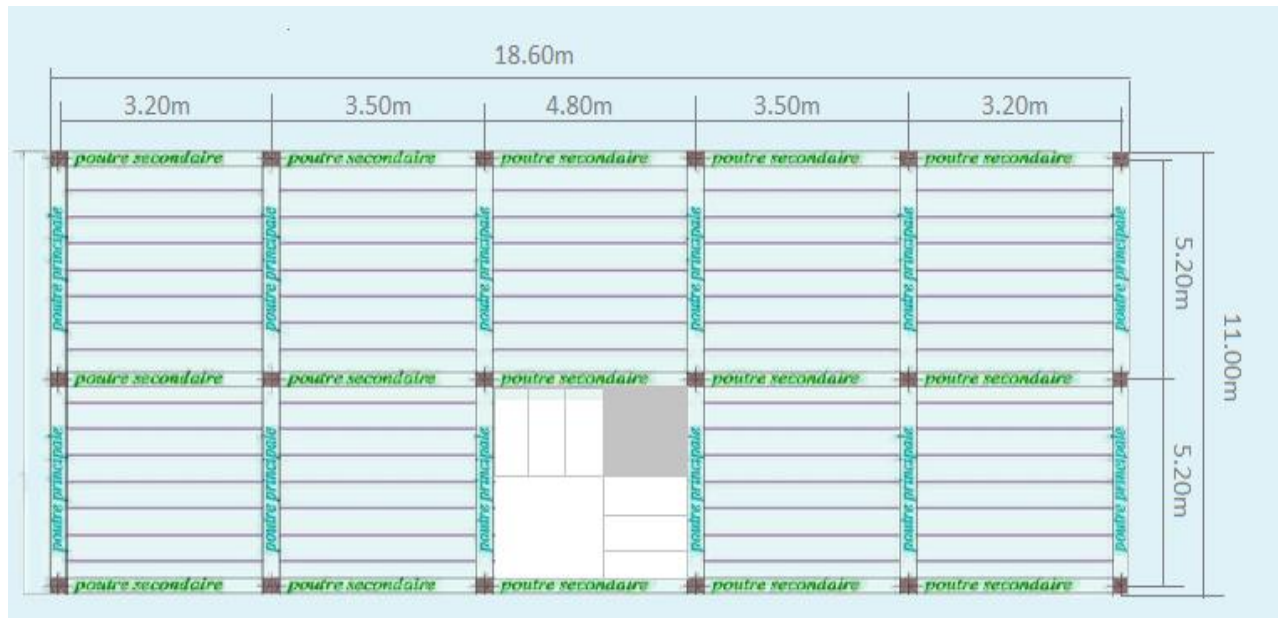 18.60m
3.20m 3.50m 4.80m 3.50m 3.20m
poutre secondaire poutre secondaire poutre secondaire poutre secondaire poutre secondaire
poutre principale poutre principale poutre principale poutre principale poutre principale poutre principale
5.20m
11.00m
poutre secondaire poutre secondaire poutre secondaire poutre secondaire poutre secondaire
poutre principale poutre principale poutre principale poutre principale poutre principale poutre principale
5.20m
poutre secondaire poutre secondaire poutre secondaire poutre secondaire poutre secondaire